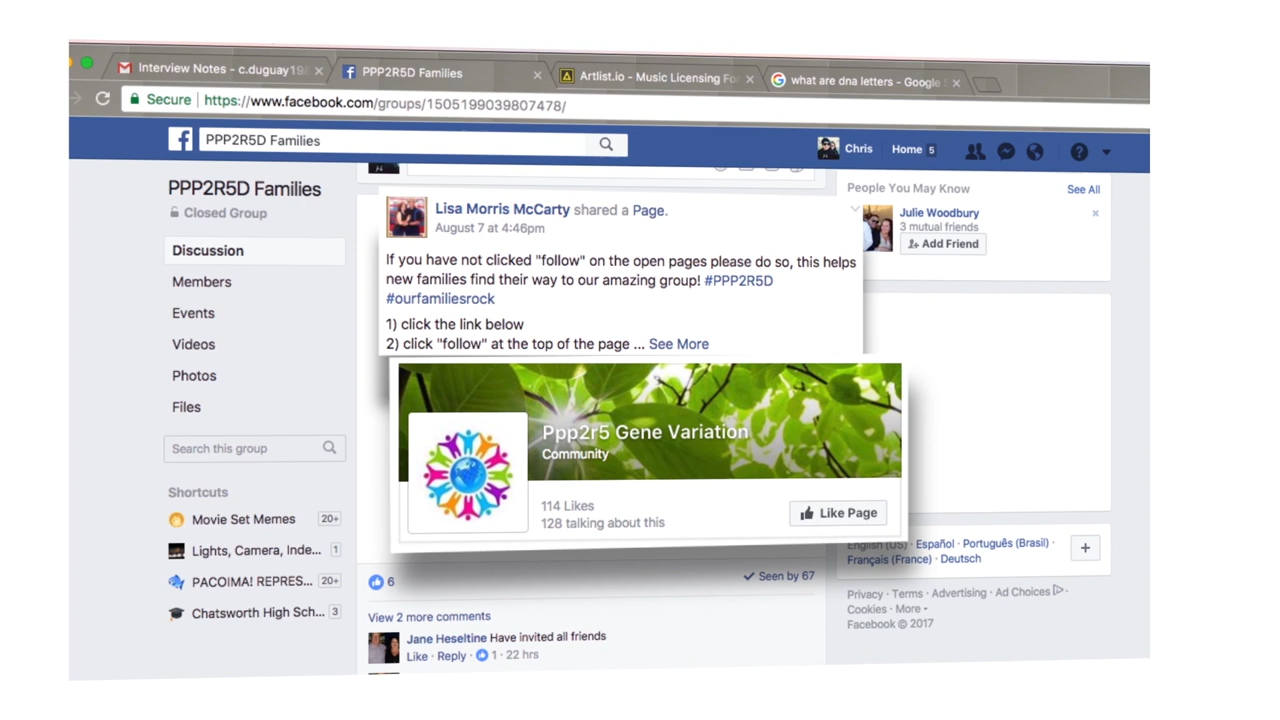 Interview Notes - c.duguay198
PPP2R5D Families
Artlist.io - Music Licensing Fo
what are dna letters - Google S
Secure
https://www.facebook.com/groups/1505199039807478/
PPP2R5D Families
Chris
Home 5
PPP2R5D Families
Closed Group
Discussion
Members
Events
Videos
Photos
Files
Search this group
Shortcuts
Movie Set Memes 20+
Lights, Camera, Inde... 1
PACOIMA! REPRES... 20+
Chatsworth High Sch... 3
Lisa Morris McCarty shared a Page.
August 7 at 4:46pm
If you have not clicked "follow" on the open pages please do so, this helps
new families find their way to our amazing group! #PPP2R5D
#ourfamiliesrock
1) click the link below
2) click "follow" at the top of the page ... See More
Ppp2r5 Gene Variation
Community
114 Likes
128 talking about this
Like Page
6
Seen by 67
View 2 more comments
Jane Heseltine Have invited all friends
Like · Reply · 1 · 22 hrs
People You May Know
See All
Julie Woodbury
3 mutual friends
Add Friend
English (US) · Español · Português (Brasil) ·
Français (France) · Deutsch
Privacy · Terms · Advertising · Ad Choices ·
Cookies · More
Facebook © 2017